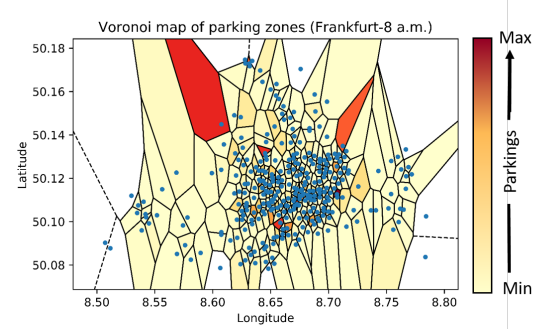 Voronoi map of parking zones (Frankfurt-8 a.m.)
Max
50.18
50.16
50.14
50.12
50.10
50.08
Latitude
Parkings
Min
8.50 8.55 8.60 8.65 8.70 8.75 8.80
Longitude